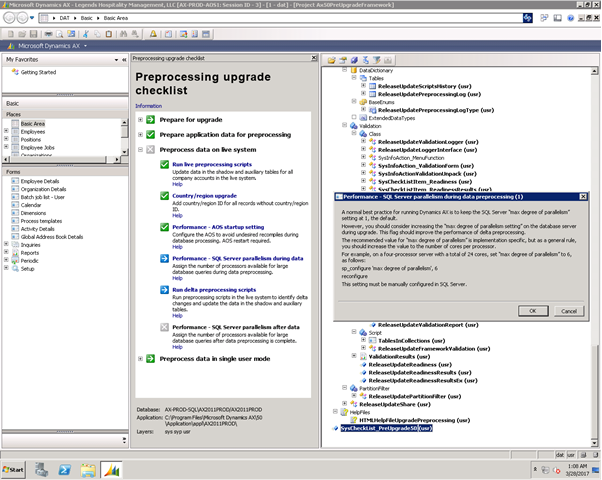 Microsoft Dynamics AX - Legends Hospitality Management, LLC [AX-PROD-AOS1: Session ID - 3] - [1 - dat] - [Project Ax50PreUpgradeFramework]
DAT
Basic
Basic Area
Microsoft Dynamics AX
My Favorites
Getting Started
Basic
Places
Basic Area
Employees
Positions
Employee Jobs
Organizations
Forms
Employee Details
Organization Details
Batch job list - User
Calendar
Dimensions
Process templates
Activity Details
Global Address Book Details
Inquiries
Reports
Periodic
Setup
Preprocessing upgrade checklist
Preprocessing upgrade
checklist
Information
Prepare for upgrade
Prepare application data for preprocessing
Preprocess data on live system
Run live preprocessing scripts
Update data in the shadow and auxiliary tables for all
company accounts in the live system.
Help
Country/region upgrade
Add country/region ID for all records without country/region
ID.
Help
Performance - AOS startup setting
Configure the AOS to avoid undesired recompiles during
database processing. AOS restart required.
Help
Performance - SQL Server parallelism during data
Assign the number of processors available for large
database queries during data preprocessing.
Help
Run delta preprocessing scripts
Run preprocessing scripts in the live system to identify delta
changes and update the data in the shadow and auxiliary
tables.
Help
Performance - SQL Server parallelism after data
Assign the number of processors available for large
database queries after data preprocessing is complete.
Help
Preprocess data in single user mode
Database: AX-PROD-SQL\AX2011PROD/AX2011PROD
Application: C:\Program Files\Microsoft Dynamics AX\50
\Application\appl\AX2011PROD\
Layers: sys syp usr
DataDictionary
Tables
ReleaseUpdateScriptsHistory (usr)
ReleaseUpdatePreprocessingLog (usr)
BaseEnums
ReleaseUpdatePreprocessingLogType (usr)
ExtendedDataTypes
Validation
Class
ReleaseUpdateValidationLogger (usr)
ReleaseUpdateLoggerInterface (usr)
SysInfoAction_MenuFunction
SysInfoAction_ValidationForm (usr)
SysInfoActionValidationUnpack (usr)
SysCheckListItem_Readiness (usr)
SysCheckListItem_Readiness (usr)
Performance - SQL Server parallelism during data preprocessing (1)
A normal best practice for running Dynamics AX is to keep the SQL Server "max degree of parallelism"
setting at 1, the default.
However, you should consider increasing the "max degree of parallelism setting" on the database server
during upgrade. This flag should improve the performance of delta preprocessing.
The recommended value for "max degree of parallelism" is implementation specific, but as a general rule,
you should increase the value to the number of cores per processor.
For example, on a four-processor server with a total of 24 cores, set "max degree of parallelism" to 6,
as follows:
sp_configure 'max degree of parallelism', 6
reconfigure
This setting must be manually configured in SQL Server.
OK
Cancel
ReleaseUpdateValidationReport (usr)
Script
TablesInCollections (usr)
ReleaseUpdateFrameworkValidation (usr)
ValidationResults (usr)
ReleaseUpdateReadiness (usr)
ReleaseUpdateReadinessResults (usr)
ReleaseUpdateReadinessResultsEx (usr)
PartitionFilter
ReleaseUpdatePartitionFilter (usr)
ReleaseUpdateShare (usr)
HelpFiles
HTMLHelpFileUpgradePreprocessing (usr)
SysCheckList_PreUpgrade50 (usr)
dat
usr
Start
1:08 AM
3/28/2017